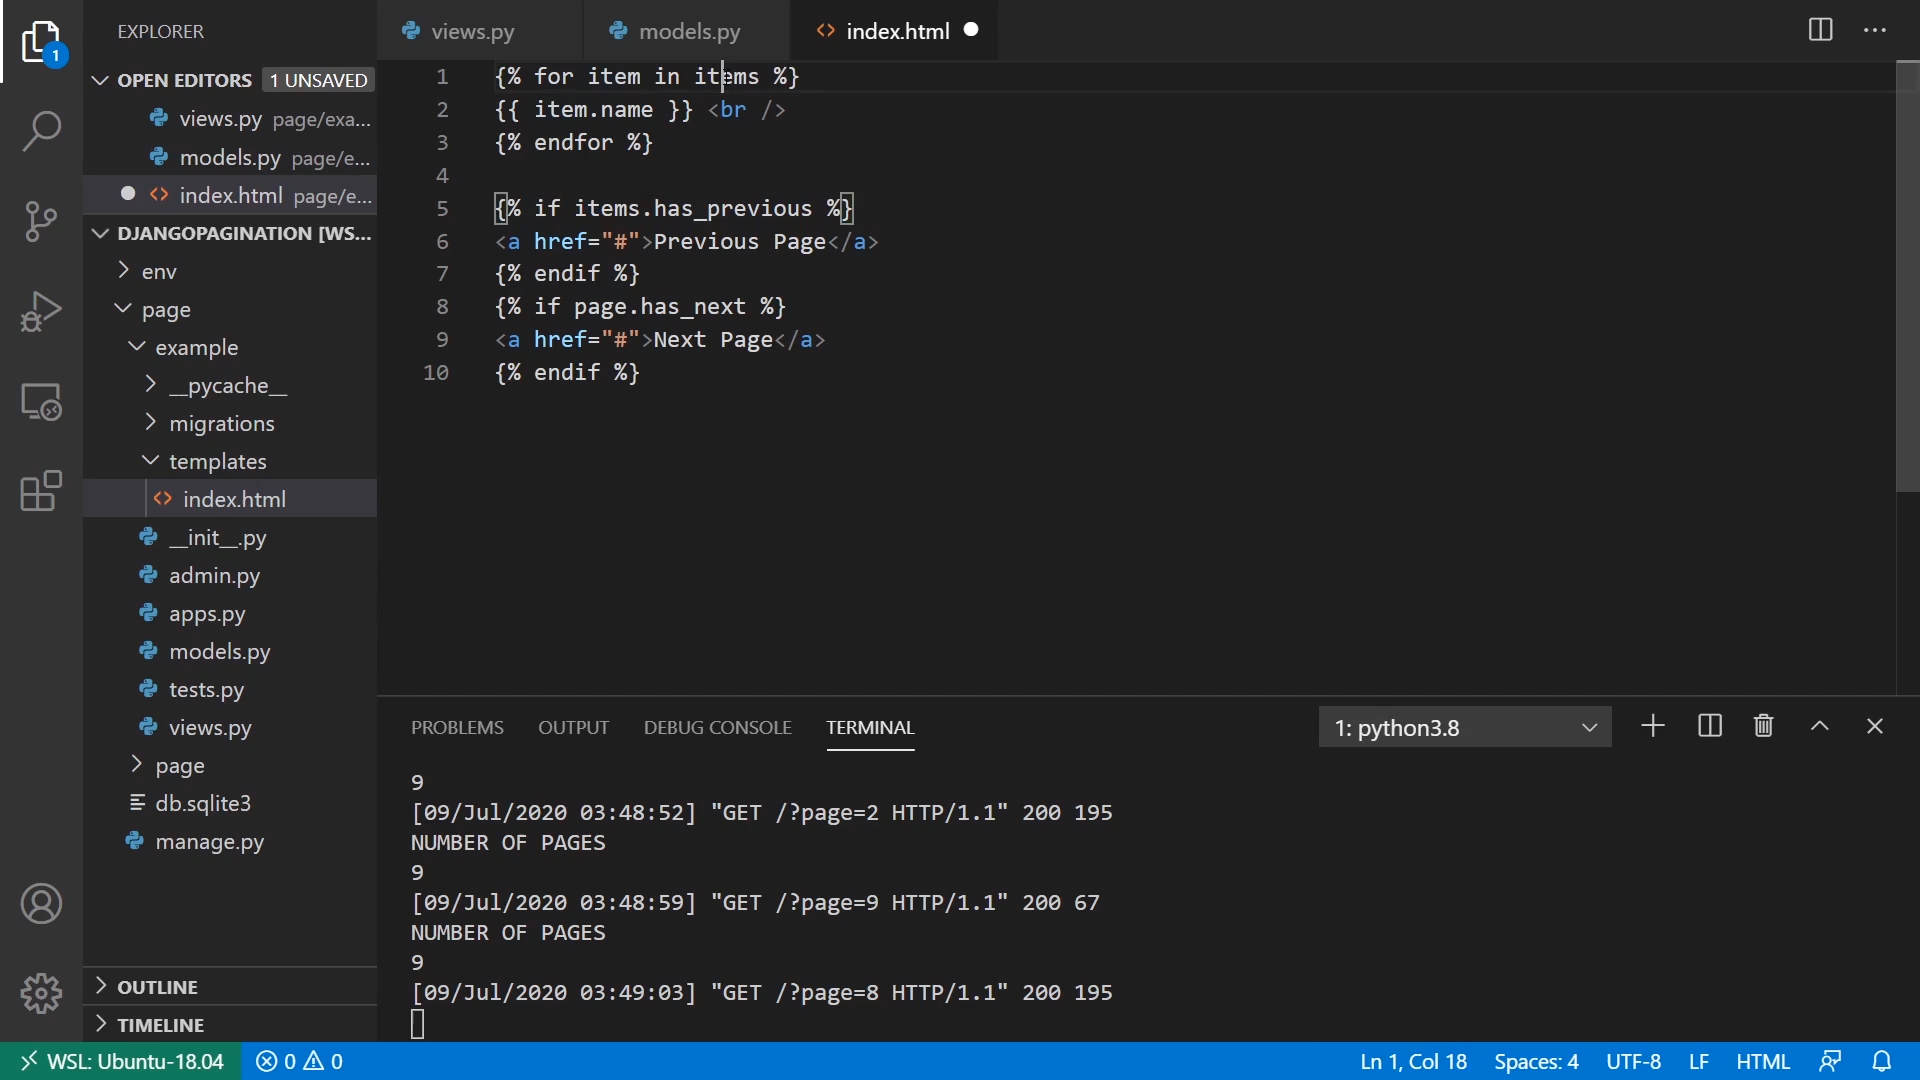 EXPLORER
views.py
models.py
index.html
1
OPEN EDITORS
1 UNSAVED
views.py page/exa...
models.py page/e...
index.html page/e...
DJANGOPAGINATION [WS...
env
page
example
__pycache__
migrations
templates
index.html
__init__.py
admin.py
apps.py
models.py
tests.py
views.py
page
db.sqlite3
manage.py
OUTLINE
TIMELINE
1 {% for item in items %}
2 {{ item.name }} <br />
3 {% endfor %}
4
5 {% if items.has_previous %}
6 <a href="#">Previous Page</a>
7 {% endif %}
8 {% if page.has_next %}
9 <a href="#">Next Page</a>
10 {% endif %}
PROBLEMS OUTPUT DEBUG CONSOLE TERMINAL
1: python3.8
9
[09/Jul/2020 03:48:52] "GET /?page=2 HTTP/1.1" 200 195
NUMBER OF PAGES
9
[09/Jul/2020 03:48:59] "GET /?page=9 HTTP/1.1" 200 67
NUMBER OF PAGES
9
[09/Jul/2020 03:49:03] "GET /?page=8 HTTP/1.1" 200 195
WSL: Ubuntu-18.04 0 0 Ln 1, Col 18 Spaces: 4 UTF-8 LF HTML